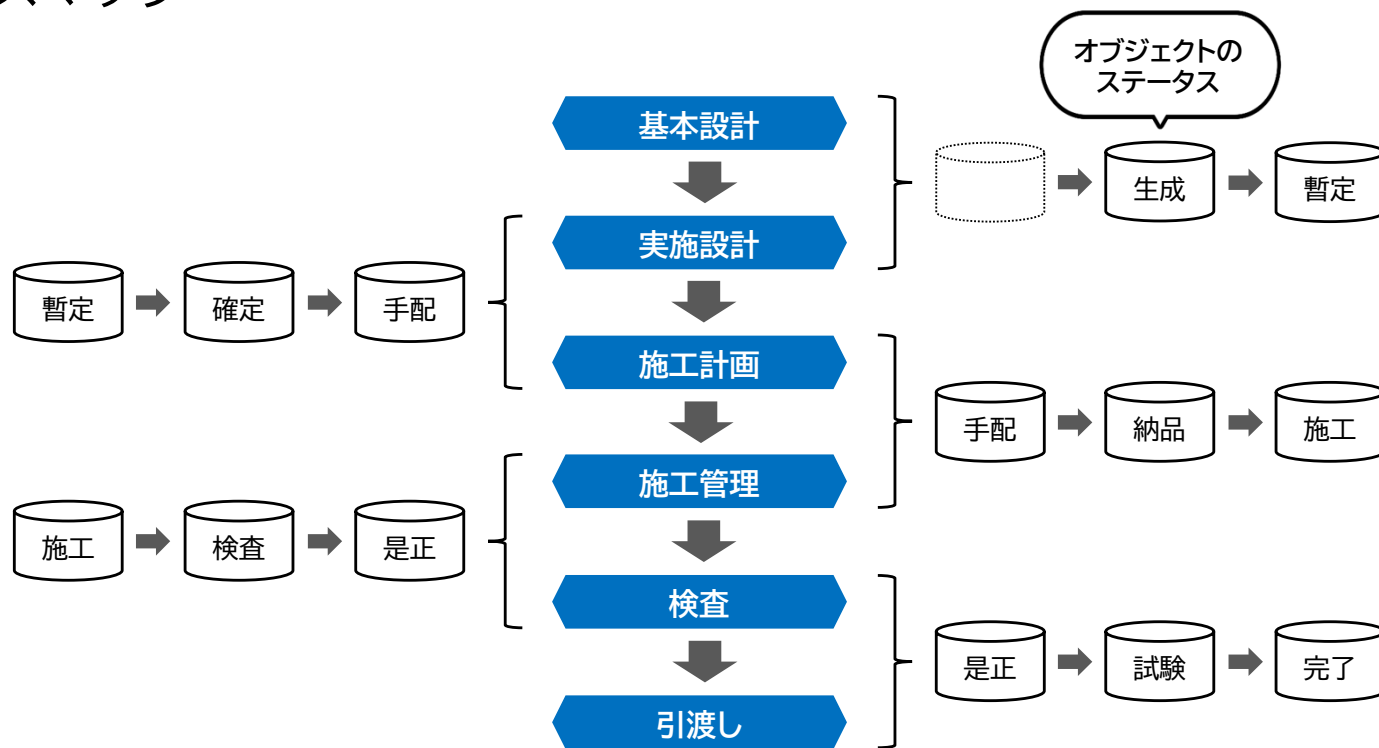 オブジェクトの
ステータス
基本設計
生成
暫定
実施設計
暫定
確定
手配
施工計画
手配
納品
施工
施工管理
施工
検査
是正
検査
是正
試験
完了
引渡し